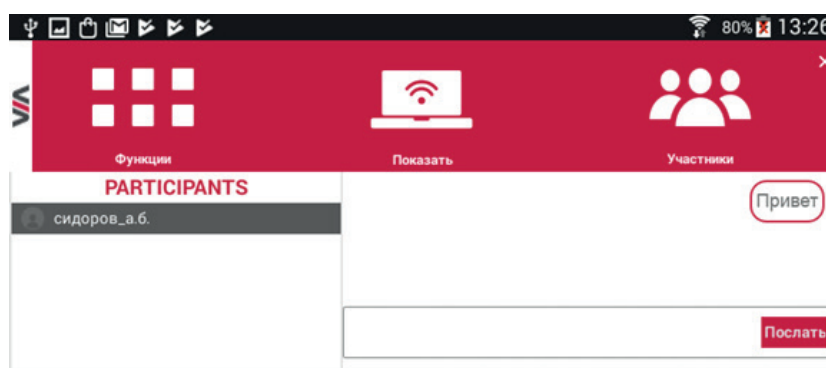 80% 13:26
Функции Показать Участники
PARTICIPANTS
Привет
сидоров_а.б.
Послать